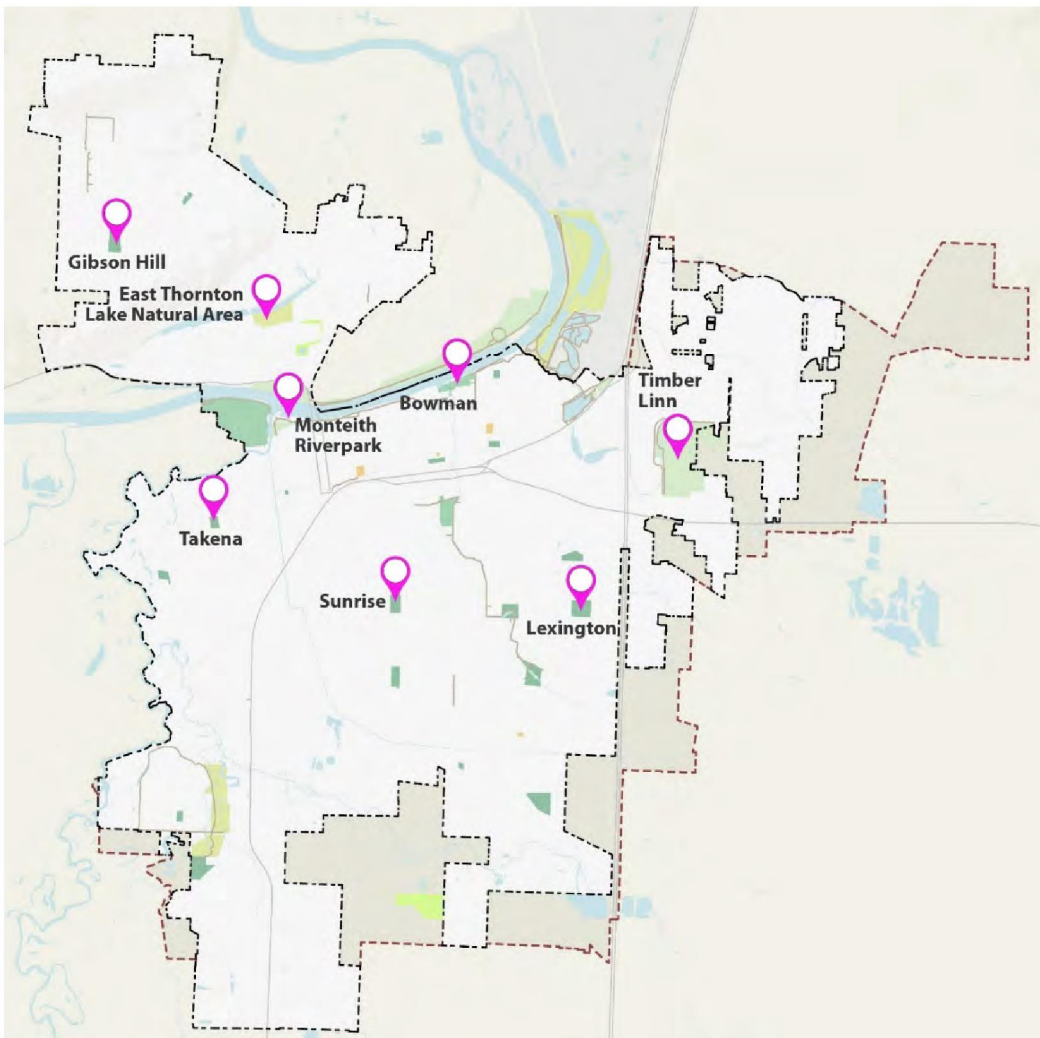 Gibson Hill
East Thornton
Lake Natural Area
Timber
Linn
Bowman
Monteith
Riverpark
Takena
Sunrise
Lexington